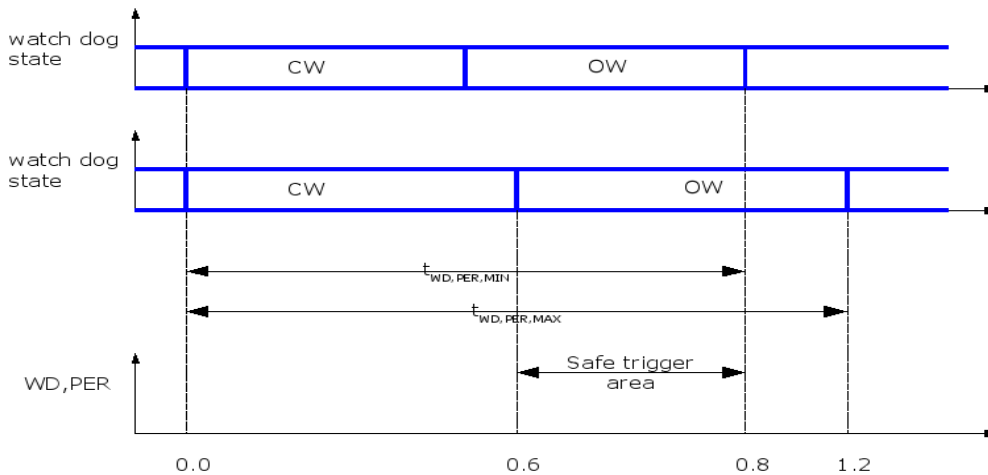 watch dog
state
CW
OW
watch dog
state
CW
OW
tWD,PER,MIN
tWD,PER,MAX
Safe trigger
area
WD,PER
0.0
0.6
0.8
1.2